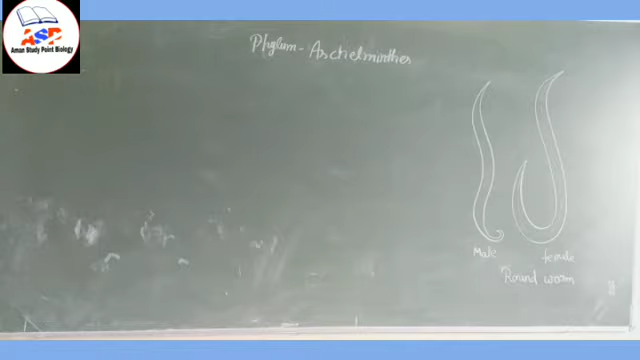 ASP
Aman Study Point Biology
Phylum - Aschelminthes
Male
female
Round worm